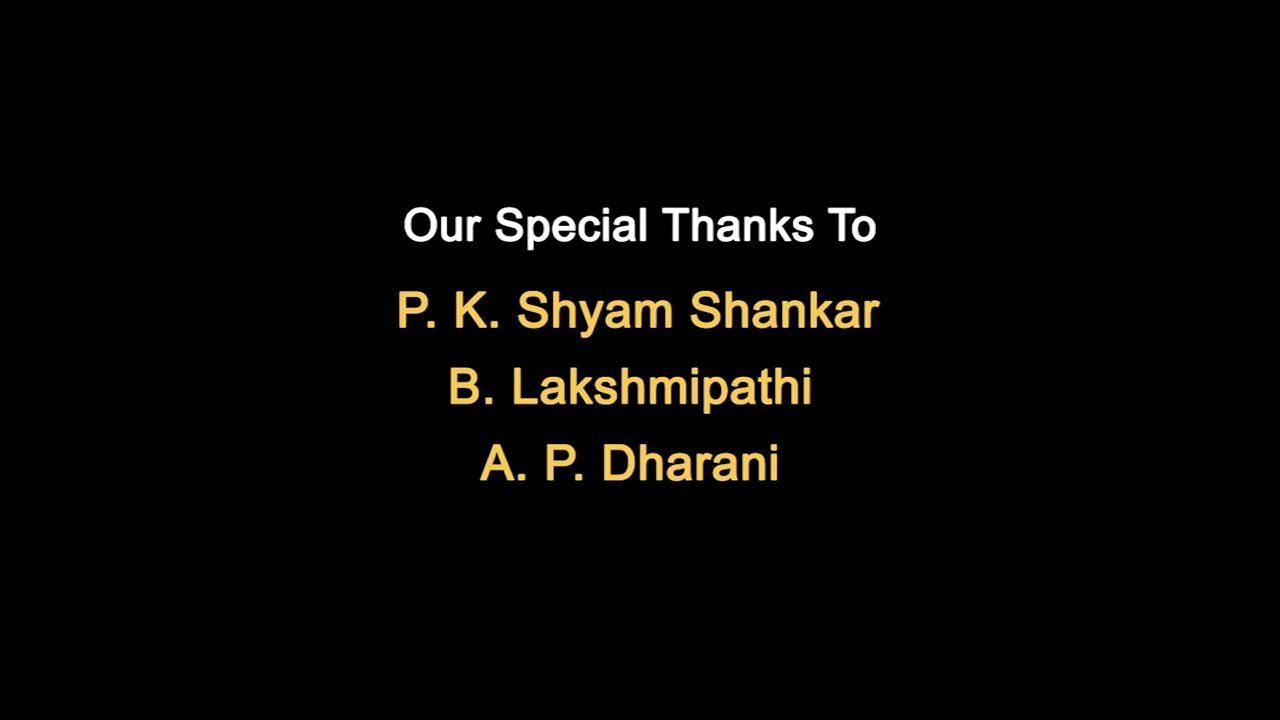 Our Special Thanks To
P. K. Shyam Shankar
B. Lakshmipathi
A. P. Dharani